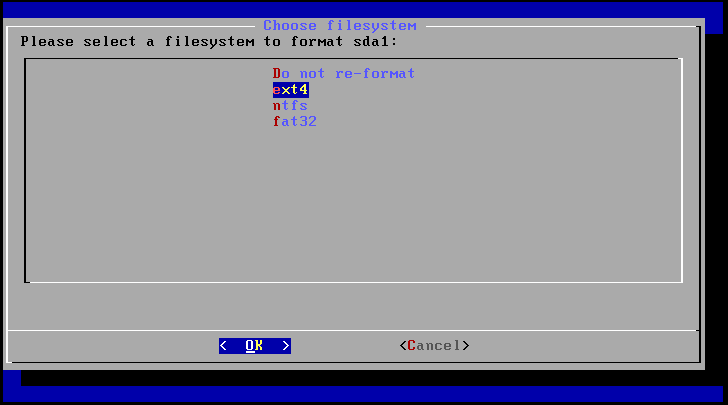 Choose filesystem
Please select a filesystem to format sda1:
Do not re-format
ext4
ntfs
fat32
< OK > <Cancel>